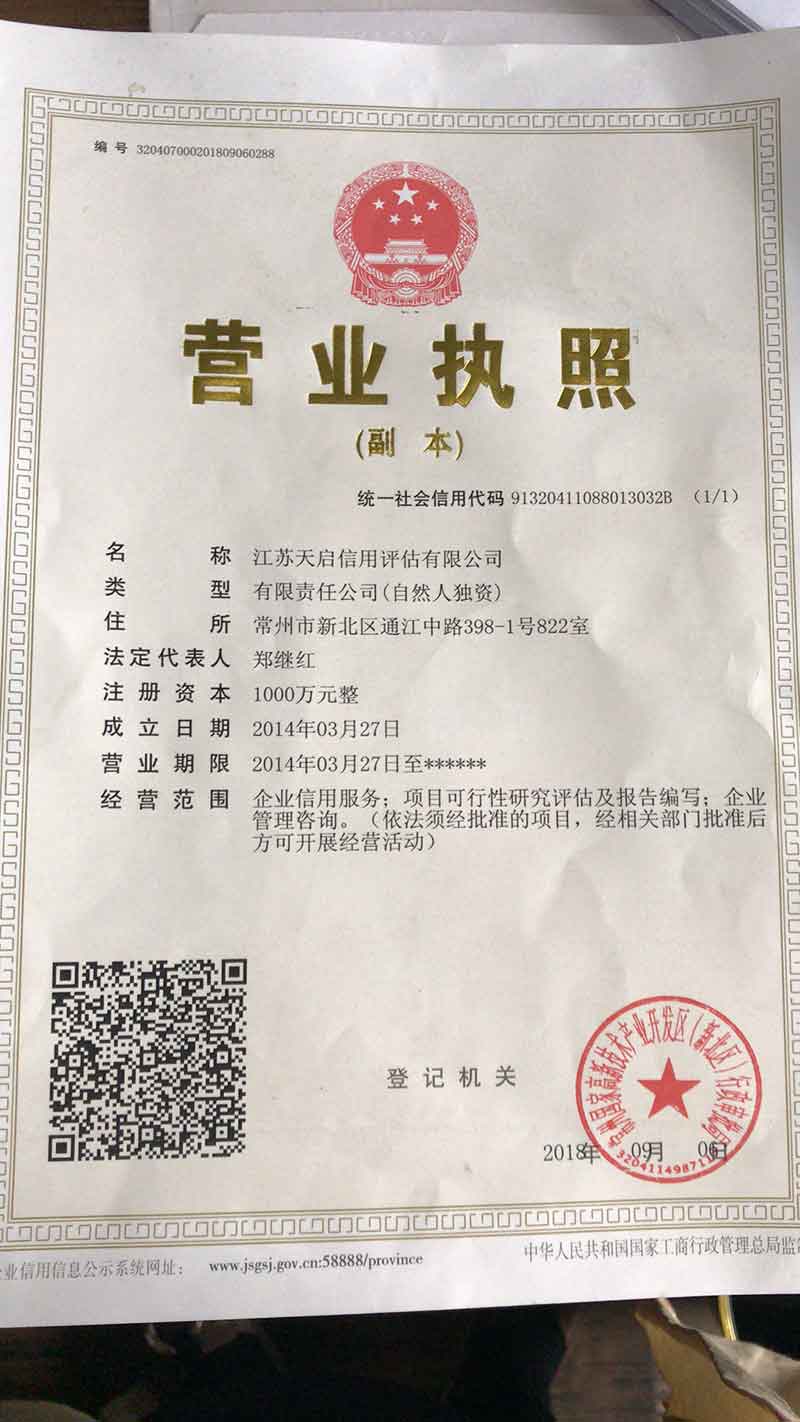 编 号 320407000201809060288
营业执照
(副 本)
统一社会信用代码 91320411088013032B （1/1）
名 称 江苏天启信用评估有限公司
类 型 有限责任公司(自然人独资)
住 所 常州市新北区通江中路398-1号822室
法定代表人 郑继红
注 册 资 本 1000万元整
成 立 日 期 2014年03月27日
营 业 期 限 2014年03月27日至******
经 营 范 围 企业信用服务；项目可行性研究评估及报告编写；企业
管理咨询。（依法须经批准的项目，经相关部门批准后
方可开展经营活动）
常州国家高新技术产业开发区（新北区）行政审批局
登 记 机 关
2018年 09月 06日
业信用信息公示系统网址： www.jsgsj.gov.cn:58888/province
中华人民共和国国家工商行政管理总局监制